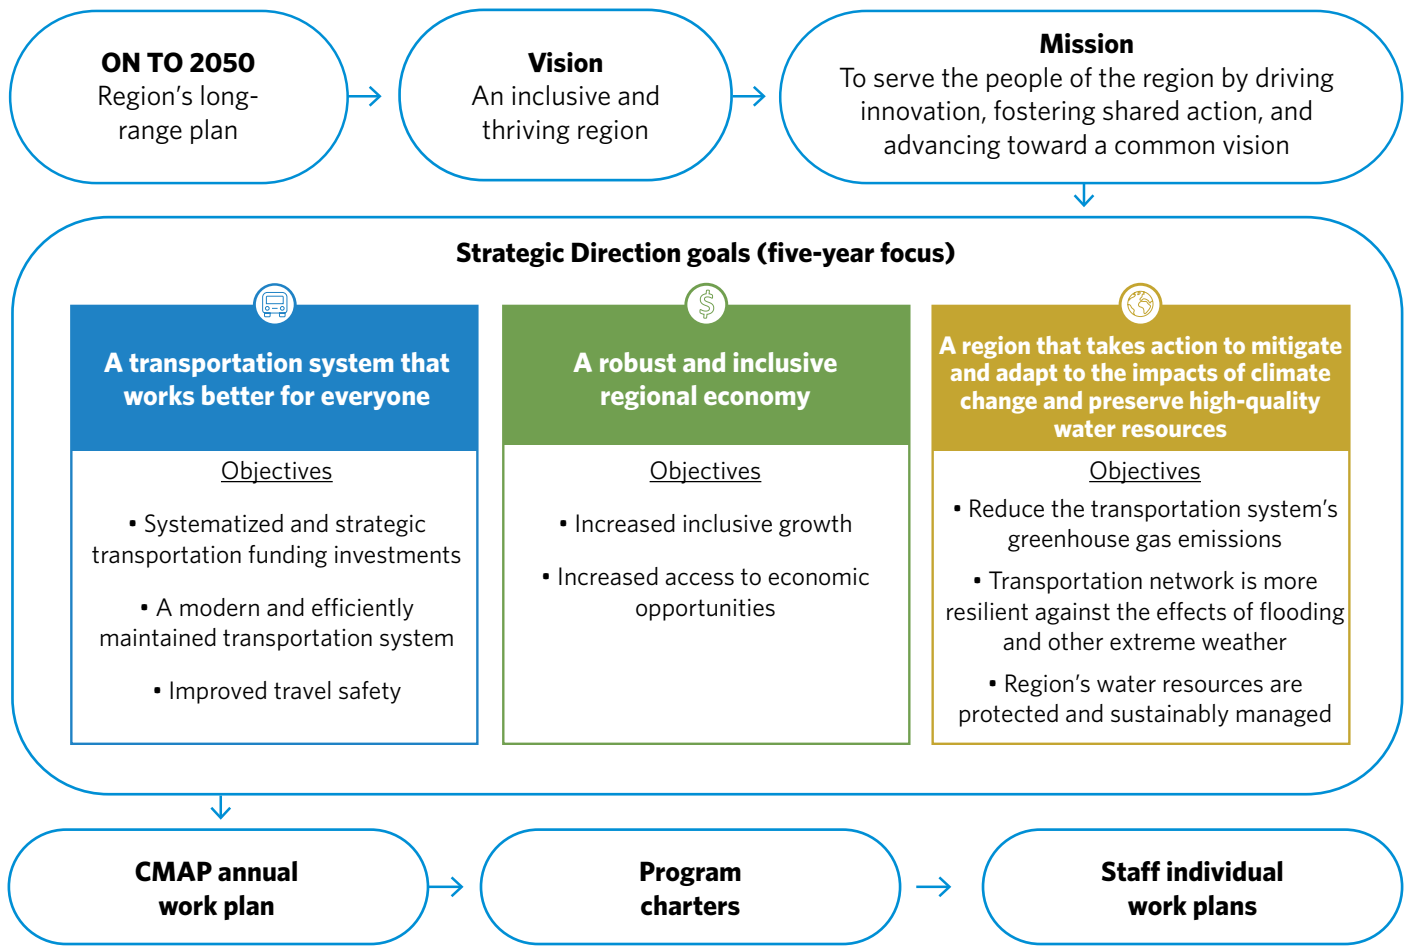 ON TO 2050
Region’s long-
range plan
Vision
An inclusive and
thriving region
Mission
To serve the people of the region by driving
innovation, fostering shared action, and
advancing toward a common vision
Strategic Direction goals (five-year focus)
A transportation system that
works better for everyone
Objectives
• Systematized and strategic
transportation funding investments
• A modern and efficiently
maintained transportation system
• Improved travel safety
$
A robust and inclusive
regional economy
Objectives
• Increased inclusive growth
• Increased access to economic
opportunities
A region that takes action to mitigate
and adapt to the impacts of climate
change and preserve high-quality
water resources
Objectives
• Reduce the transportation system’s
greenhouse gas emissions
• Transportation network is more
resilient against the effects of flooding
and other extreme weather
• Region’s water resources are
protected and sustainably managed
CMAP annual
work plan
Program
charters
Staff individual
work plans